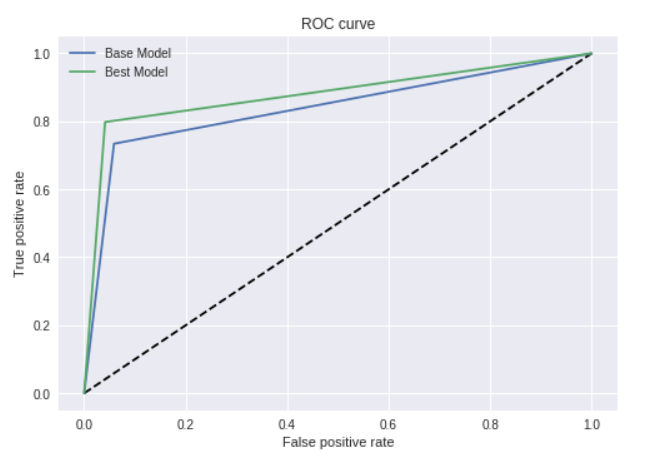 ROC curve
Base Model
Best Model
True positive rate
1.0
0.8
0.6
0.4
0.2
0.0
0.0 0.2 0.4 0.6 0.8 1.0
False positive rate